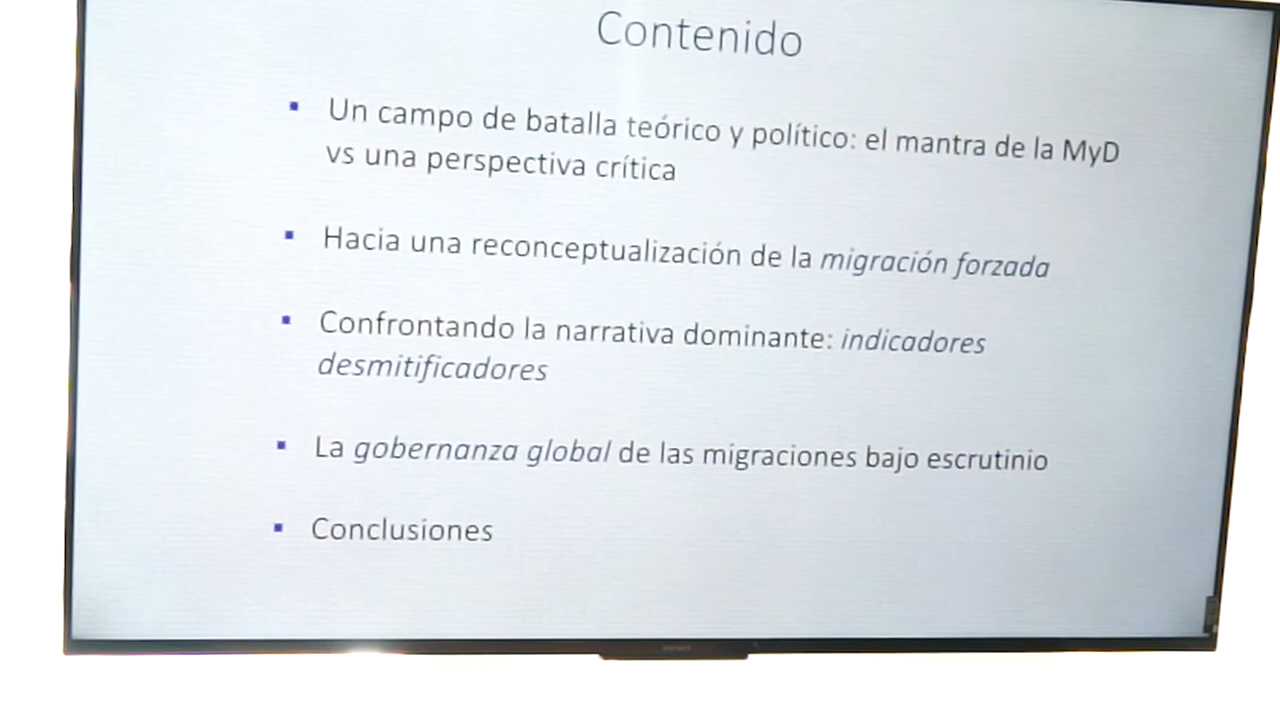 Contenido
▪ Un campo de batalla teórico y político: el mantra de la MyD
vs una perspectiva crítica
▪ Hacia una reconceptualización de la migración forzada
▪ Confrontando la narrativa dominante: indicadores
desmitificadores
▪ La gobernanza global de las migraciones bajo escrutinio
▪ Conclusiones